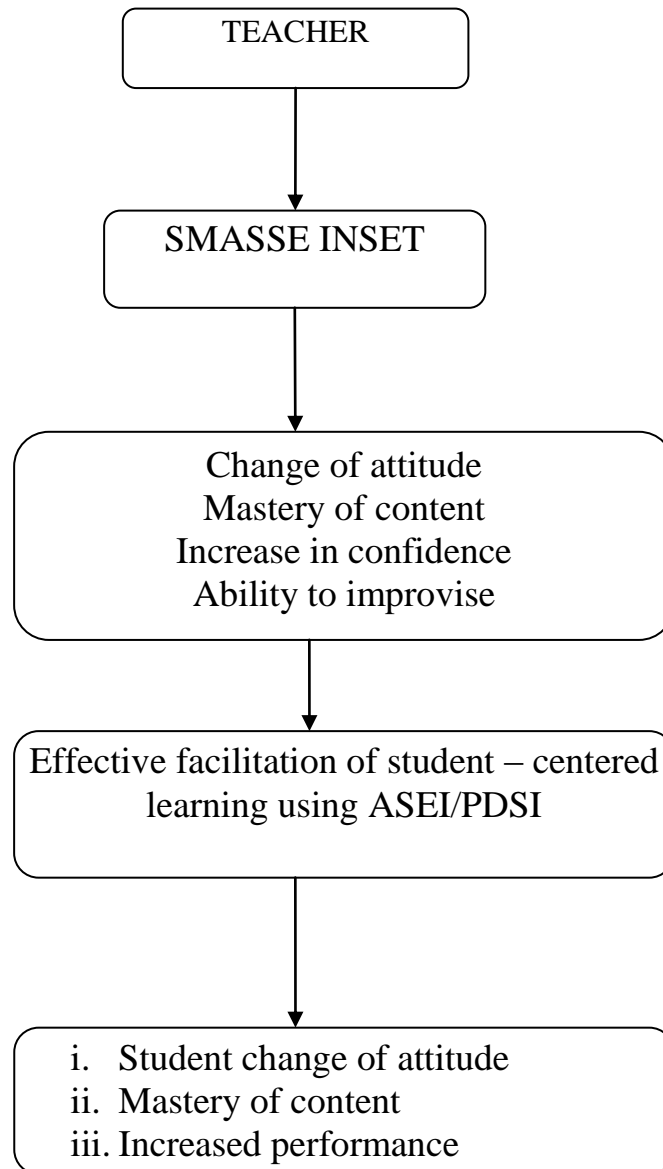 TEACHER
SMASSE INSET
Change of attitude
Mastery of content
Increase in confidence
Ability to improvise
Effective facilitation of student – centered
learning using ASEI/PDSI
i. Student change of attitude
ii. Mastery of content
iii. Increased performance